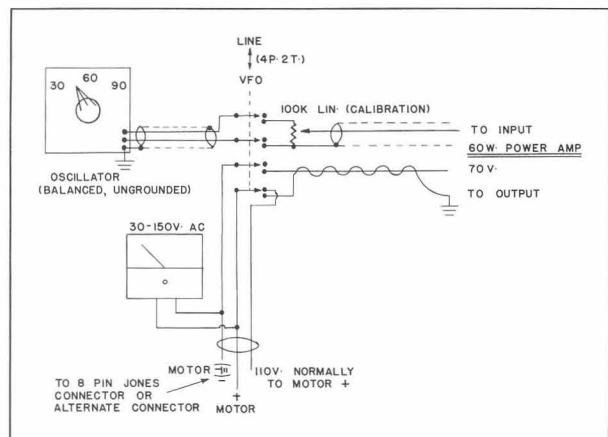 LINE
(4P·2T·)
VFO
30 60 90
OSCILLATOR
(BALANCED, UNGROUNDED)
100K LIN· (CALIBRATION)
TO INPUT
60W· POWER AMP
70V·
TO OUTPUT
30-150V· AC
MOTOR
-
TO 8 PIN JONES
CONNECTOR OR
ALTERNATE CONNECTOR
+
MOTOR
110V· NORMALLY
TO MOTOR +